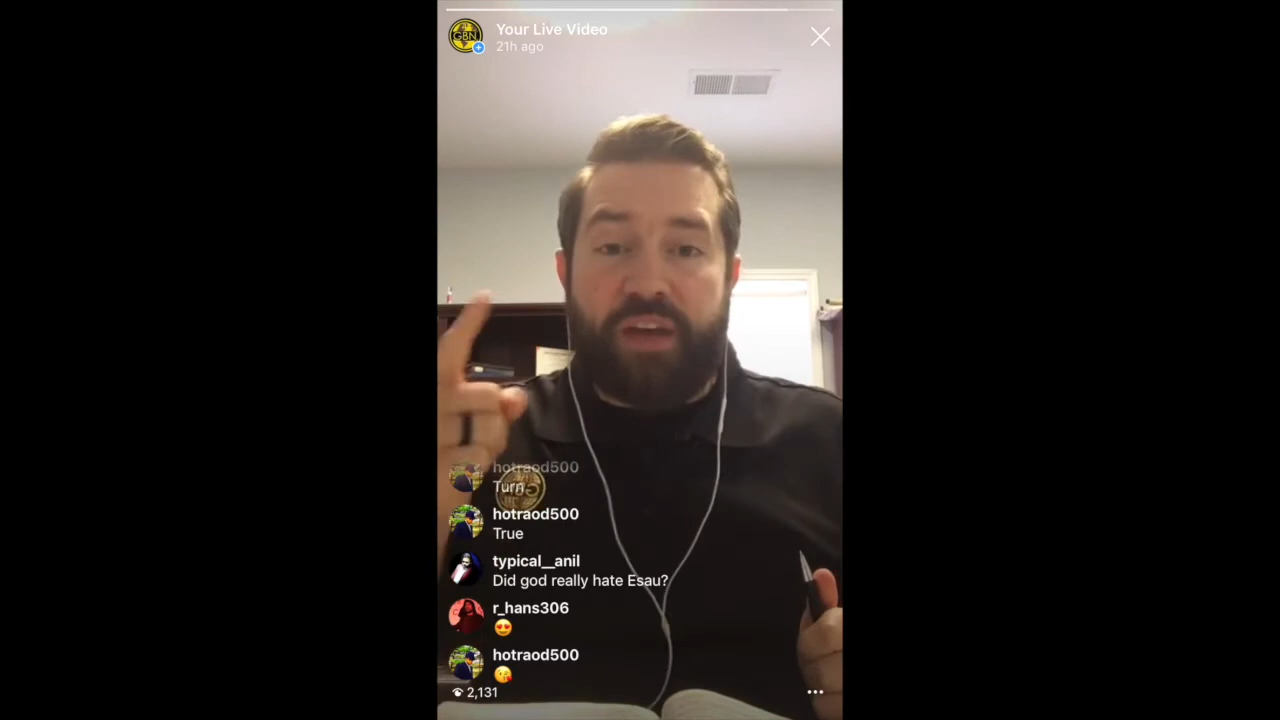 GBN
Your Live Video
21h ago
hotraod500
Turn
hotraod500
True
typical__anil
Did god really hate Esau?
r_hans306
😍
hotraod500
😘
2,131